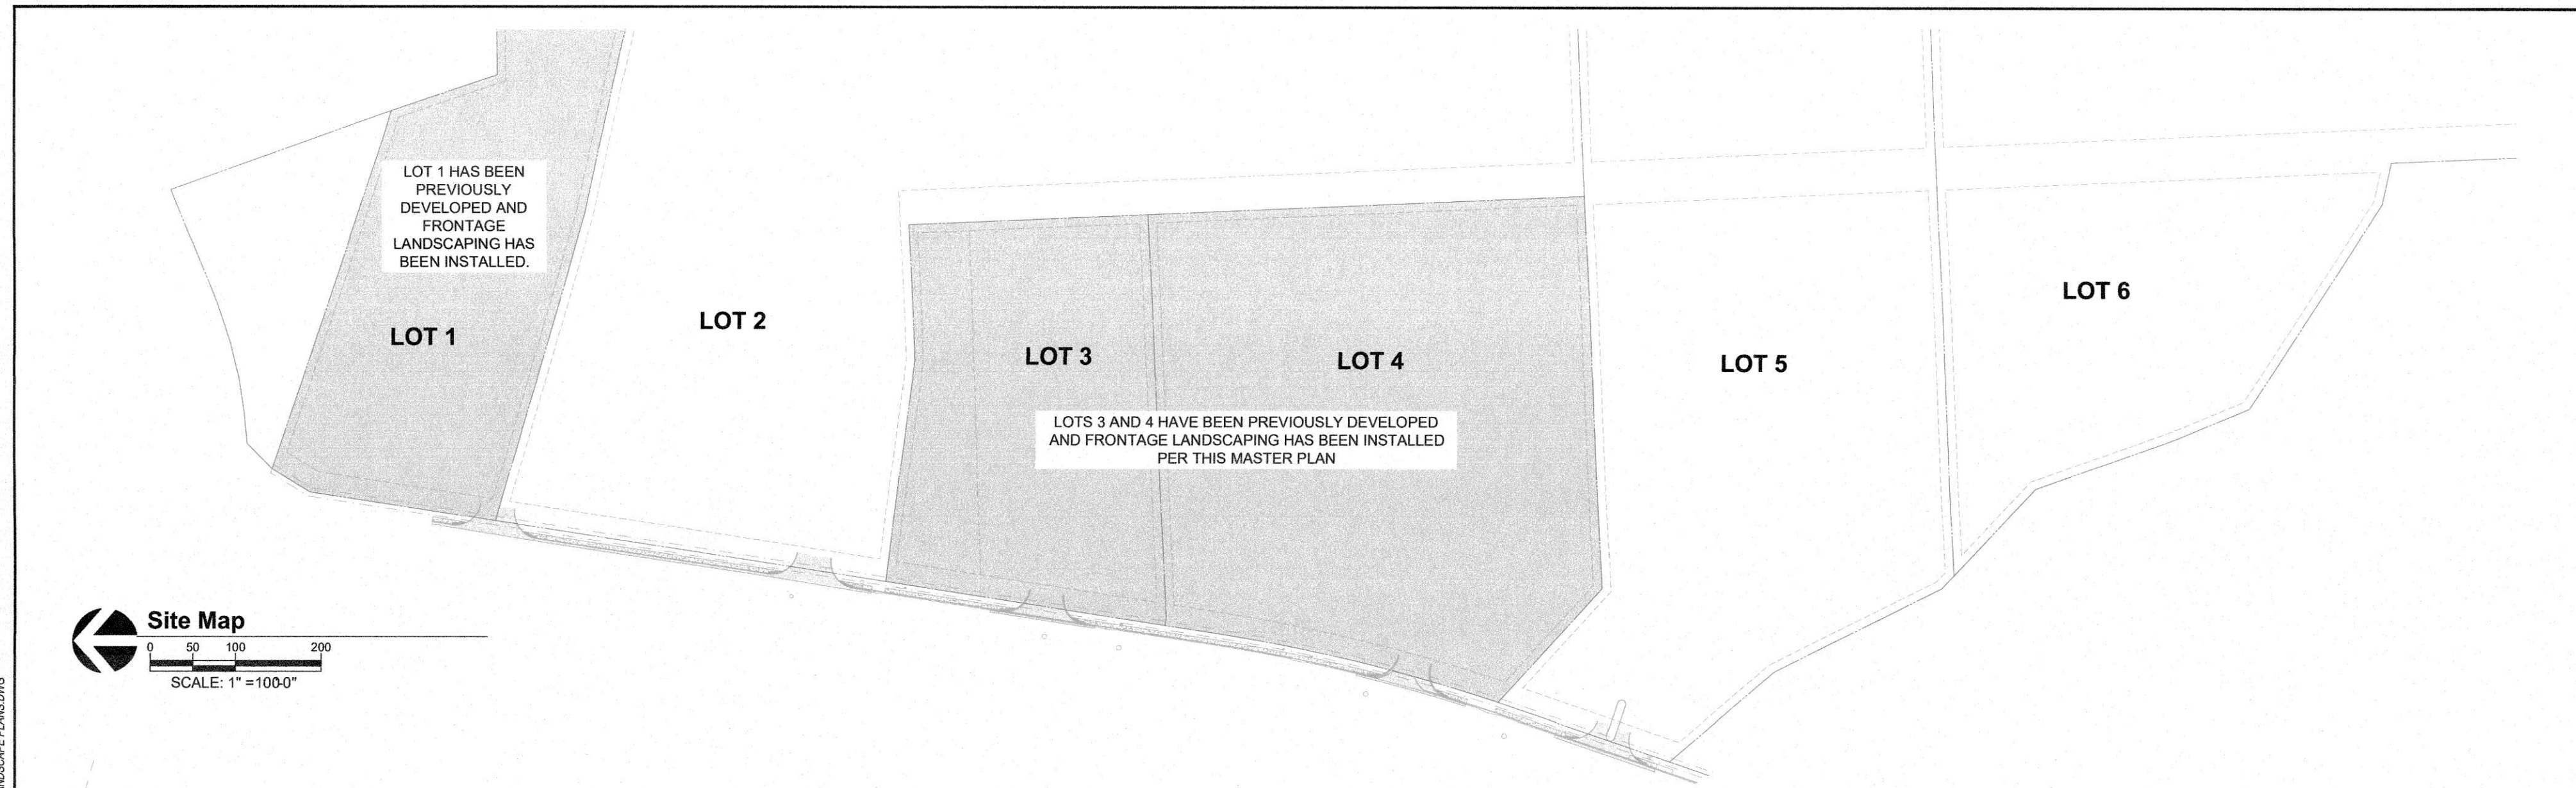 LOT 1 HAS BEEN
PREVIOUSLY
DEVELOPED AND
FRONTAGE
LANDSCAPING HAS
BEEN INSTALLED.
LOT 1
LOT 2
LOT 3
LOT 4
LOT 5
LOT 6
LOTS 3 AND 4 HAVE BEEN PREVIOUSLY DEVELOPED
AND FRONTAGE LANDSCAPING HAS BEEN INSTALLED
PER THIS MASTER PLAN
Site Map
0 50 100 200
SCALE: 1" =100-0"
PLANS.DWG